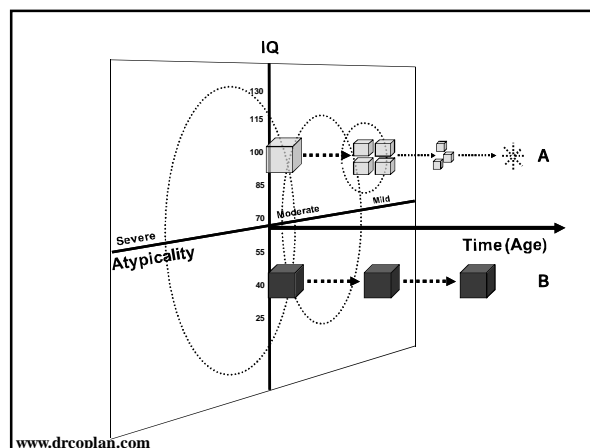 IQ
130
115
100
A
85
Mild
Moderate
70
Severe
Atypicality
Time (Age)
55
40
B
25
www.drcoplan.com